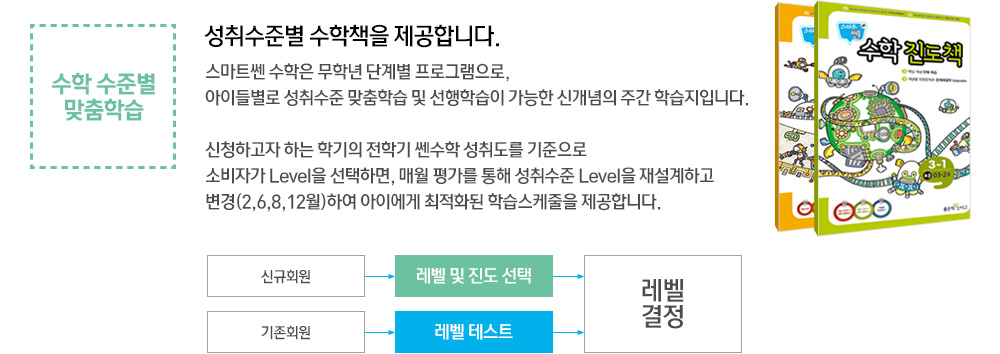 수학 수준별
맞춤학습
성취수준별 수학책을 제공합니다.
스마트쎈 수학은 무학년 단계별 프로그램으로,
아이들별로 성취수준 맞춤학습 및 선행학습이 가능한 신개념의 주간 학습지입니다.
신청하고자 하는 학기의 전학기 쎈수학 성취도를 기준으로
소비자가 Level을 선택하면, 매월 평가를 통해 성취수준 Level을 재설계하고
변경(2,6,8,12월)하여 아이에게 최적화된 학습스케줄을 제공합니다.
신규회원
레벨 및 진도 선택
기존회원
레벨 테스트
레벨
결정
스마트쎈
수학 진도책
3-1